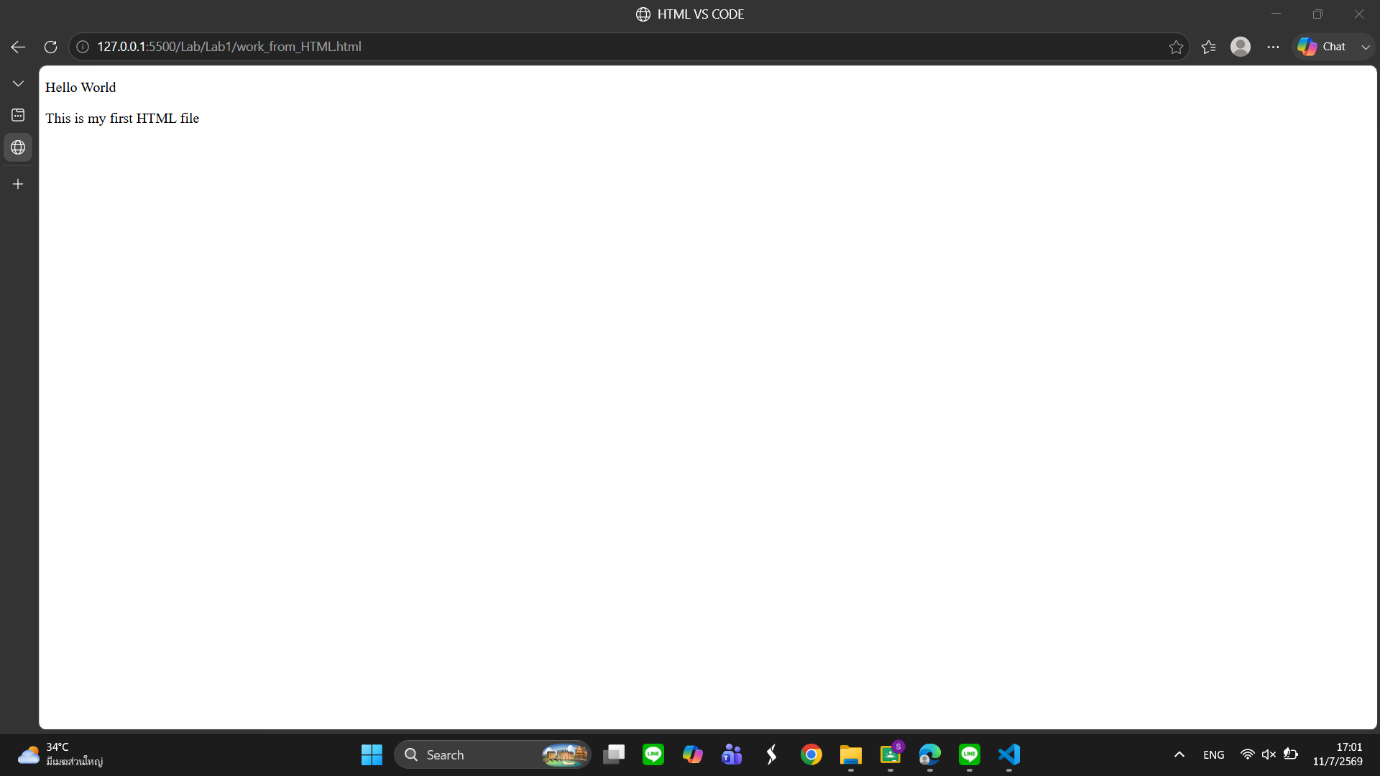 HTML VS CODE
127.0.0.1:5500/Lab/Lab1/work_from_HTML.html
Chat
Hello World
This is my first HTML file
34°C
มีเมฆส่วนใหญ่
Search
LINE
S
LINE
ENG
17:01
11/7/2569